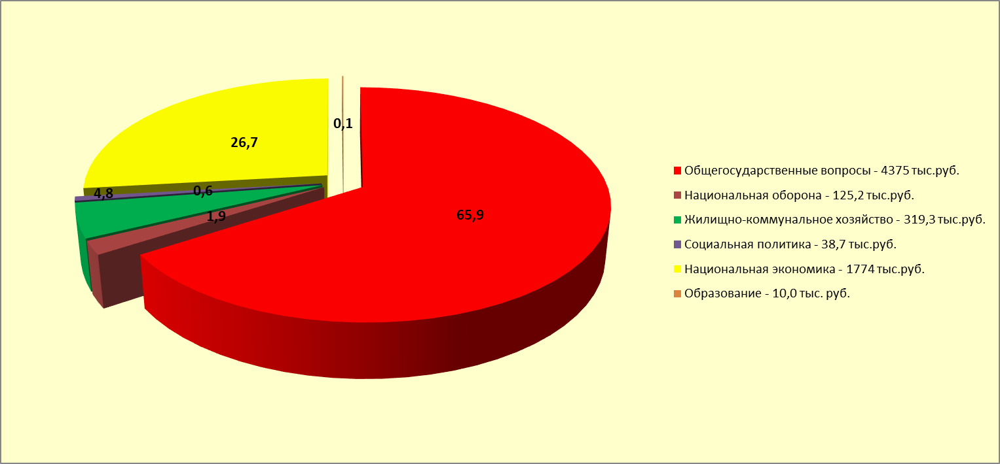 0,1
26,7
4,8
0,6
1,9
65,9
Общегосударственные вопросы - 4375 тыс.руб.
Национальная оборона - 125,2 тыс.руб.
Жилищно-коммунальное хозяйство - 319,3 тыс.руб.
Социальная политика - 38,7 тыс.руб.
Национальная экономика - 1774 тыс.руб.
Образование - 10,0 тыс. руб.